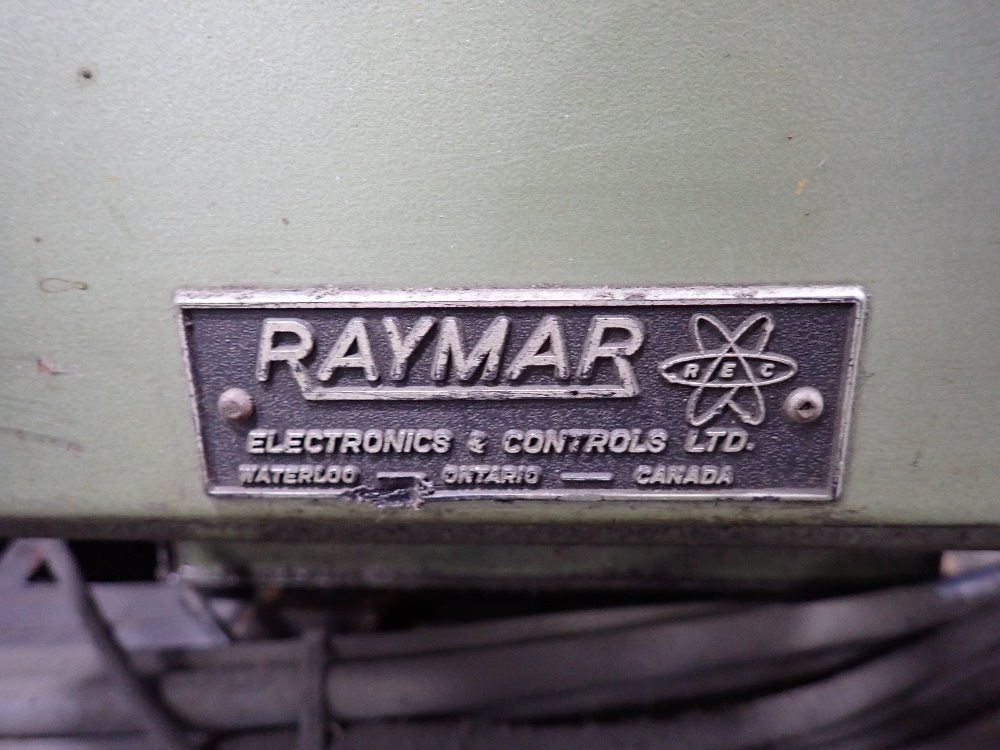 RAYMAR
REC
ELECTRONICS & CONTROLS LTD.
WATERLOO — ONTARIO — CANADA